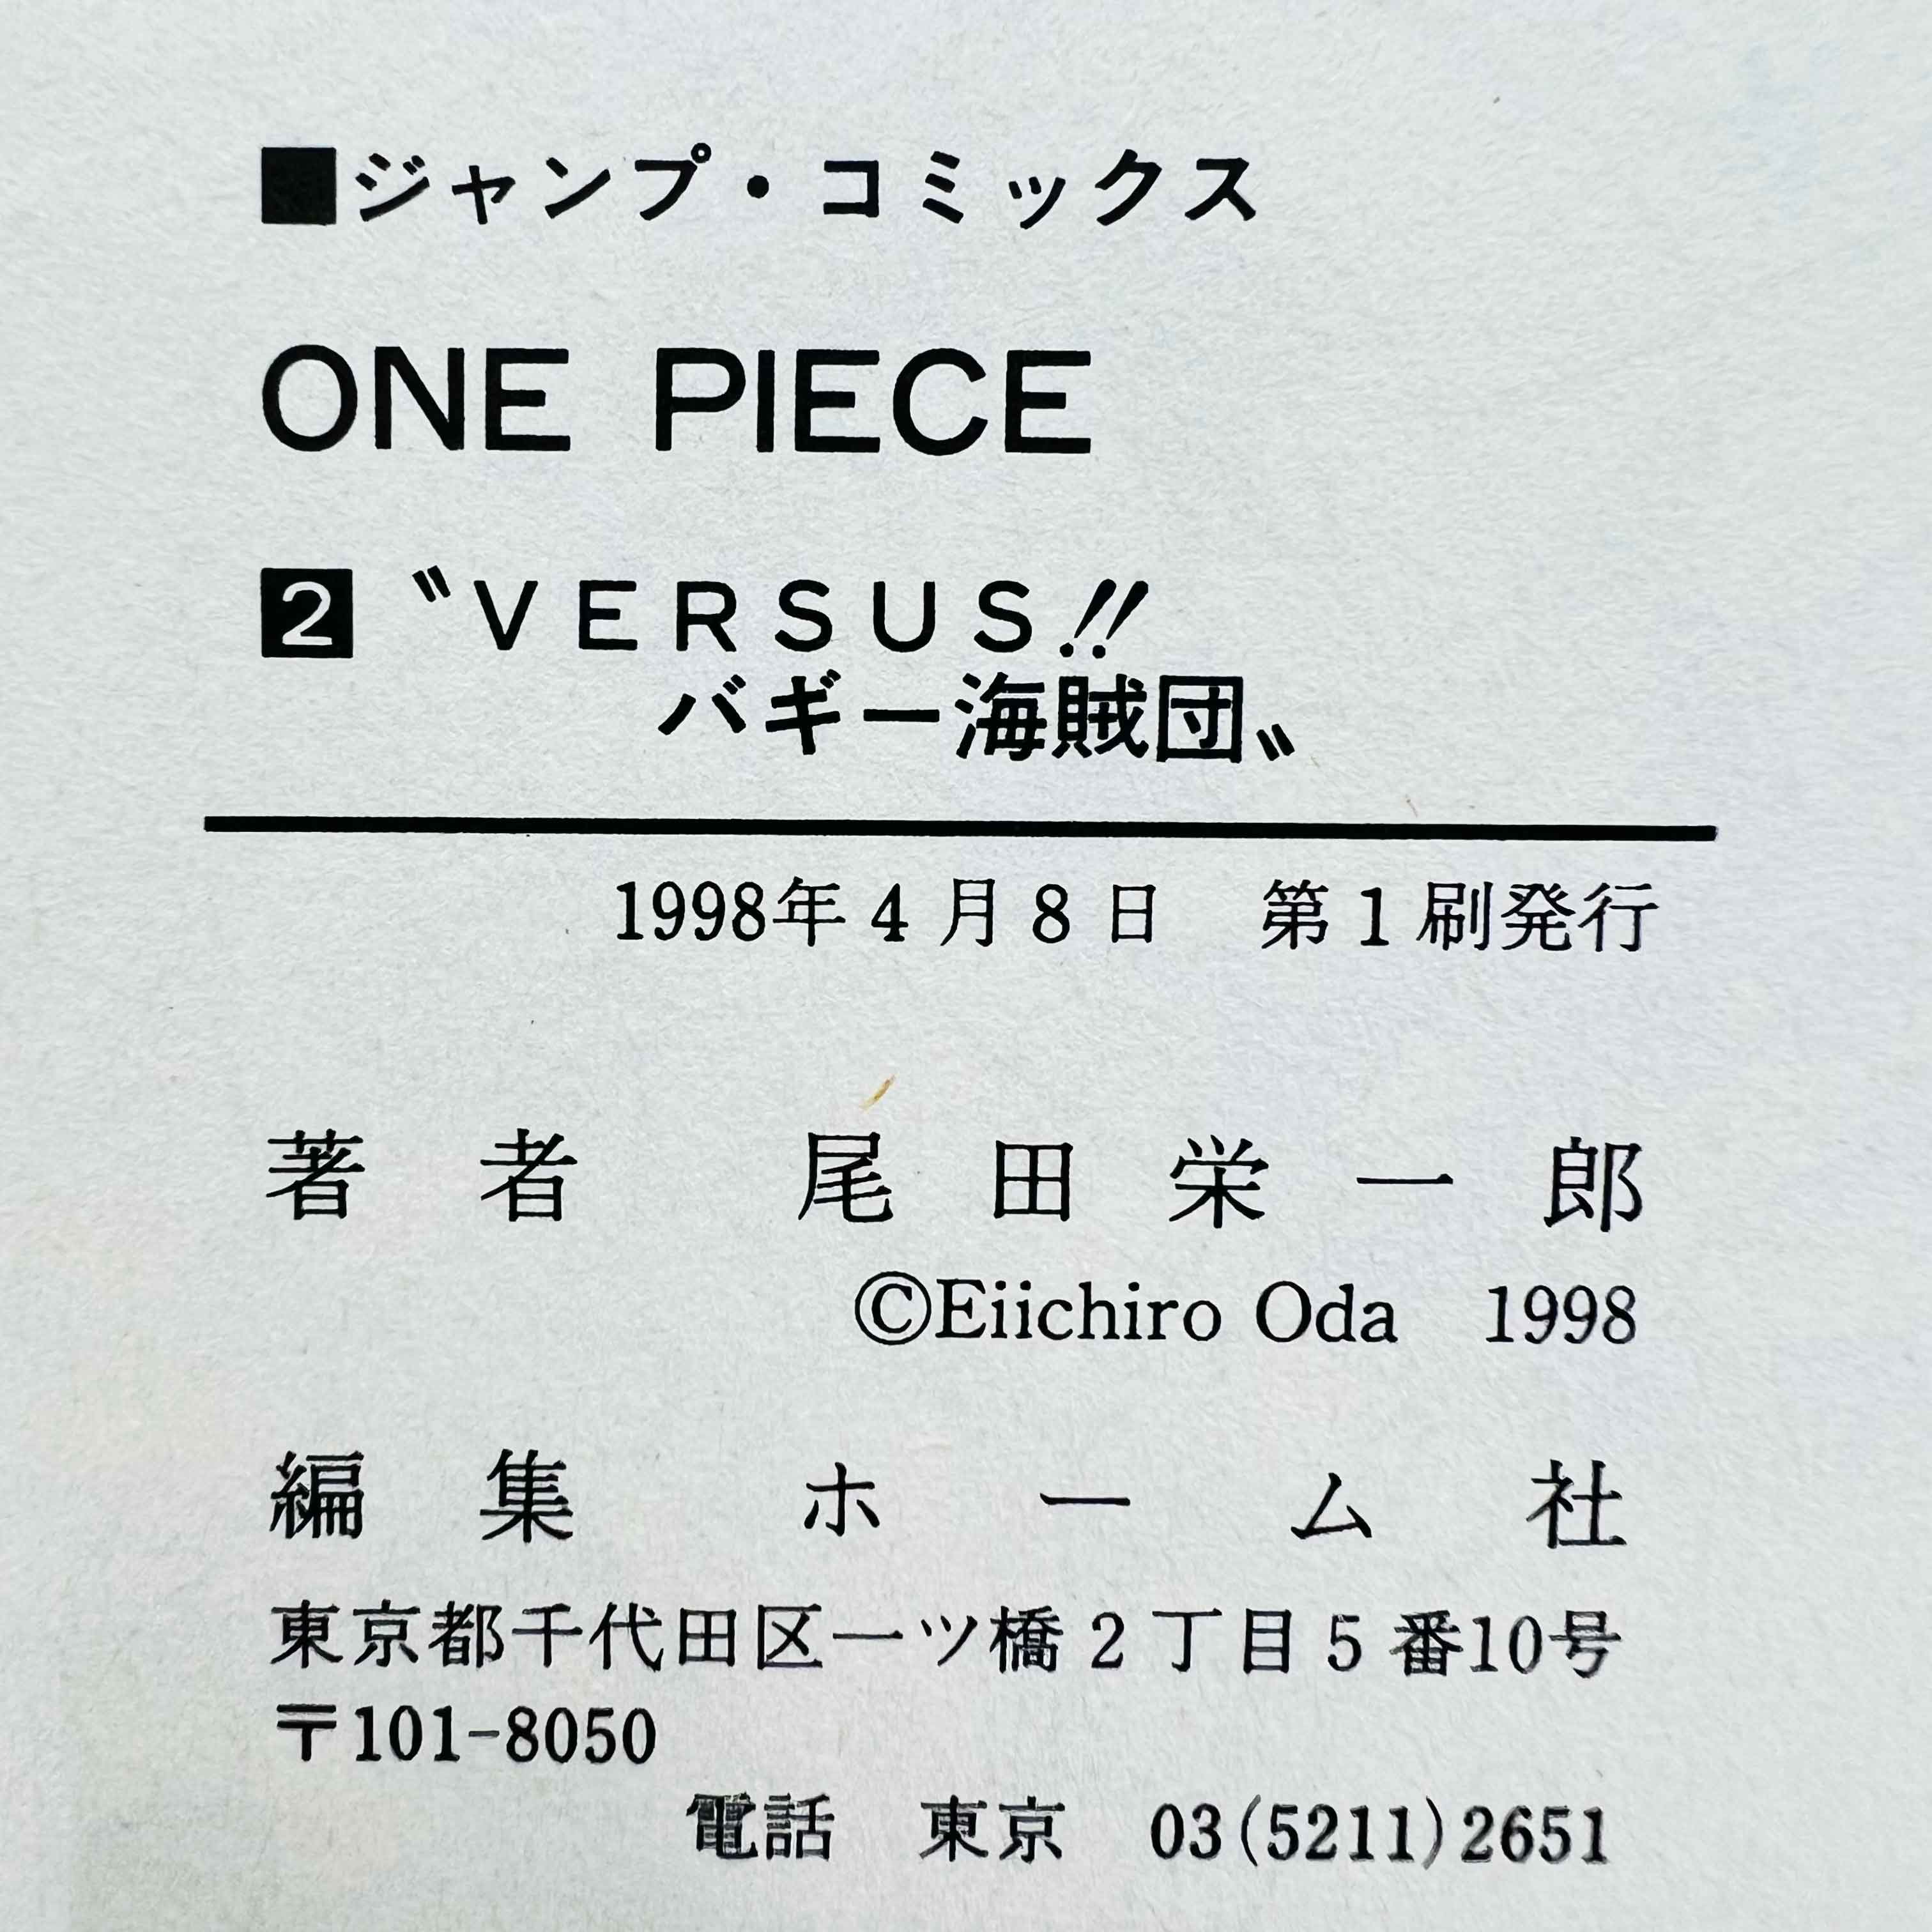 ■ジャンプ・コミックス
ONE PIECE
2 〝VERSUS!!
バギー海賊団〟
1998年4月8日 第1刷発行
著者 尾田栄一郎
©Eiichiro Oda 1998
編集 ホーム社
東京都千代田区一ツ橋2丁目5番10号
〒101-8050
電話 東京 03(5211)2651